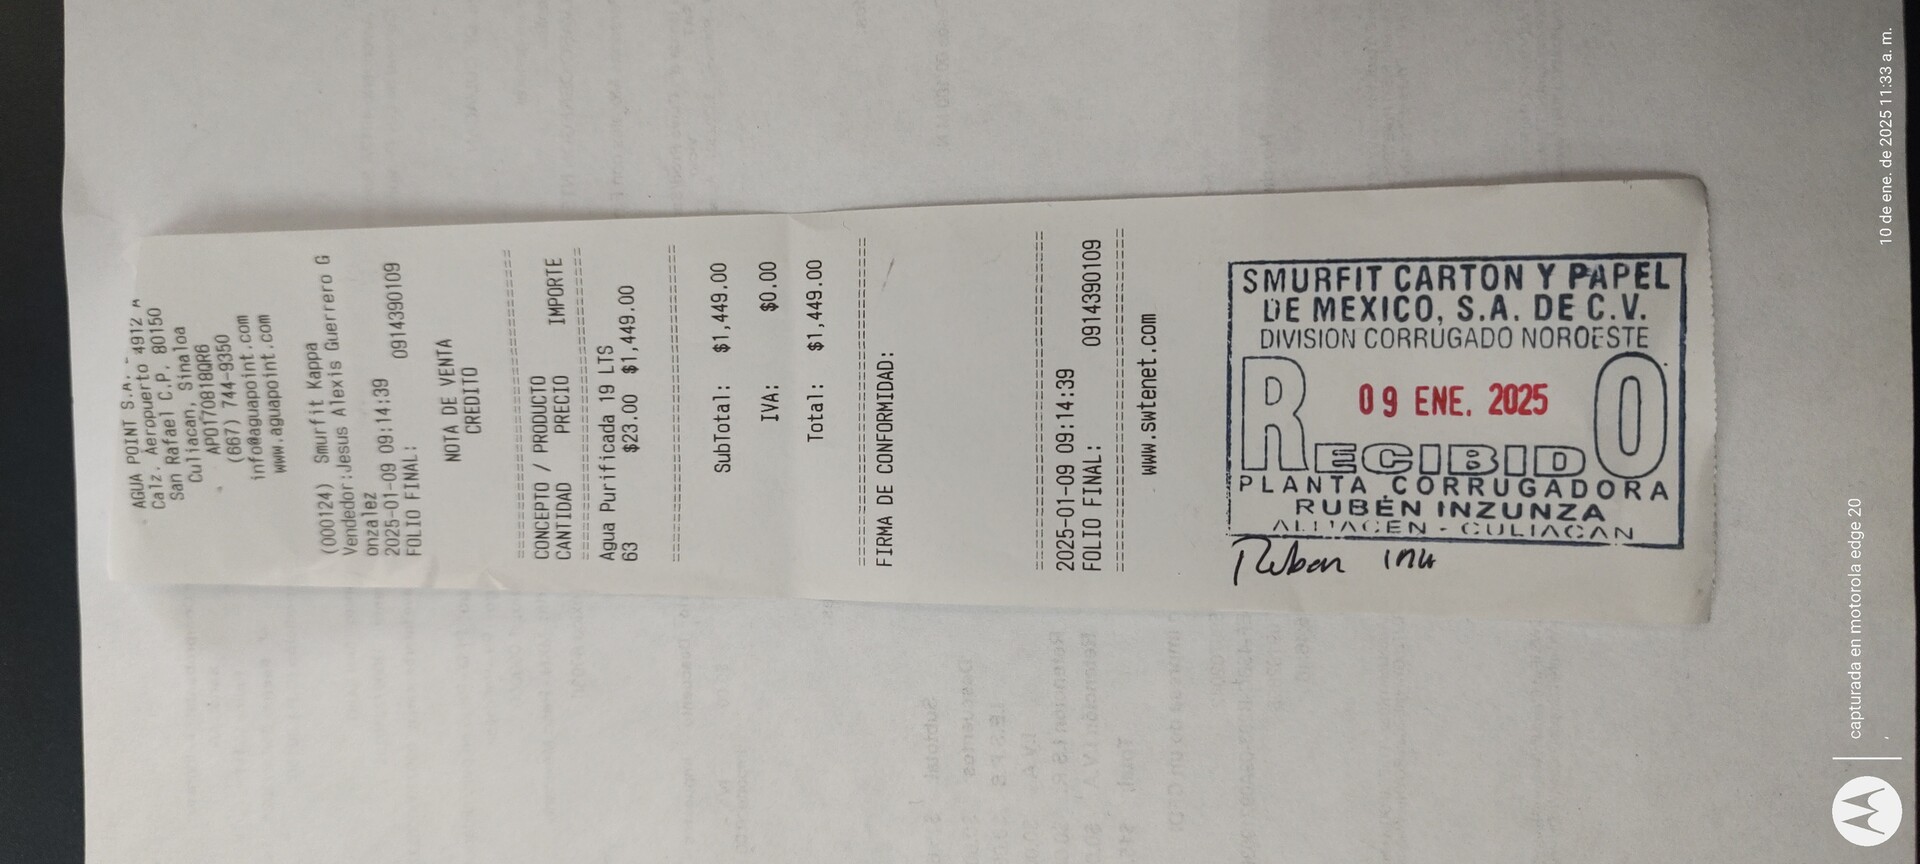 AGUA POINT S.A.
Calz. Aeropuerto 4912 A
San Rafael C.P. 80150
Culiacan, Sinaloa
APO170818QR6
(667) 744-9350
info@aguapoint.com
www.aguapoint.com
(000124) Smurfit Kappa
Vendedor:Jesus Alexis Guerrero G
onzalez
2025-01-09 09:14:39
FOLIO FINAL: 0914390109
NOTA DE VENTA
CREDITO
CONCEPTO / PRODUCTO
CANTIDAD PRECIO IMPORTE
Agua Purificada 19 LTS
63 $23.00 $1,449.00
SubTotal: $1,449.00
IVA: $0.00
Total: $1,449.00
FIRMA DE CONFORMIDAD:
2025-01-09 09:14:39
FOLIO FINAL: 0914390109
www.swtenet.com
SMURFIT CARTON Y PAPEL
DE MEXICO, S.A. DE C.V.
DIVISION CORRUGADO NOROESTE
09 ENE. 2025
RECIBIDO
PLANTA CORRUGADORA
RUBÉN INZUNZA
ALMACEN - CULIACAN
Ruben
capturada en motorola edge 20
10 de ene. de 2025 11:33 a. m.